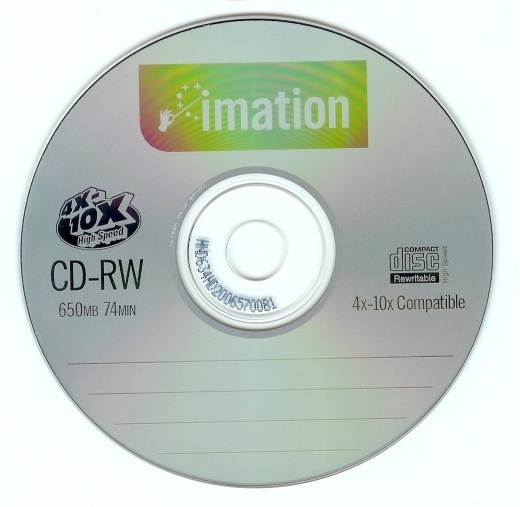 imation
4X-
10X
High Speed
CD-RW
650MB 74MIN
COMPACT
disc
Rewritable
High Speed
4x-10x Compatible